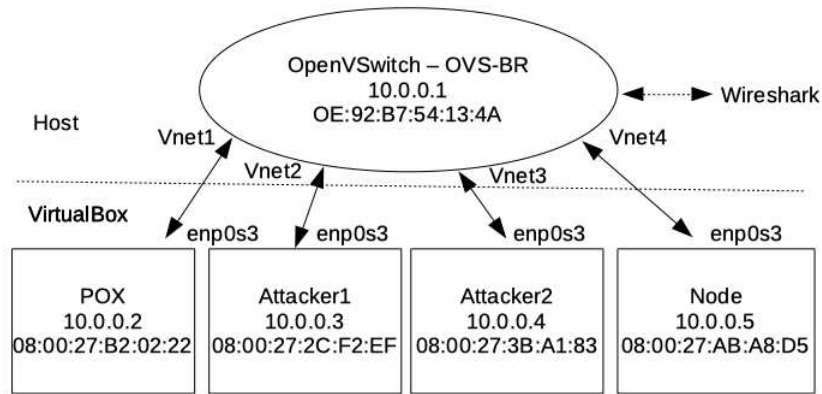 OpenVSwitch – OVS-BR
10.0.0.1
OE:92:B7:54:13:4A
Wireshark
Host
Vnet1
Vnet2
Vnet3
Vnet4
VirtualBox
enp0s3
enp0s3
enp0s3
enp0s3
POX
10.0.0.2
08:00:27:B2:02:22
Attacker1
10.0.0.3
08:00:27:2C:F2:EF
Attacker2
10.0.0.4
08:00:27:3B:A1:83
Node
10.0.0.5
08:00:27:AB:A8:D5